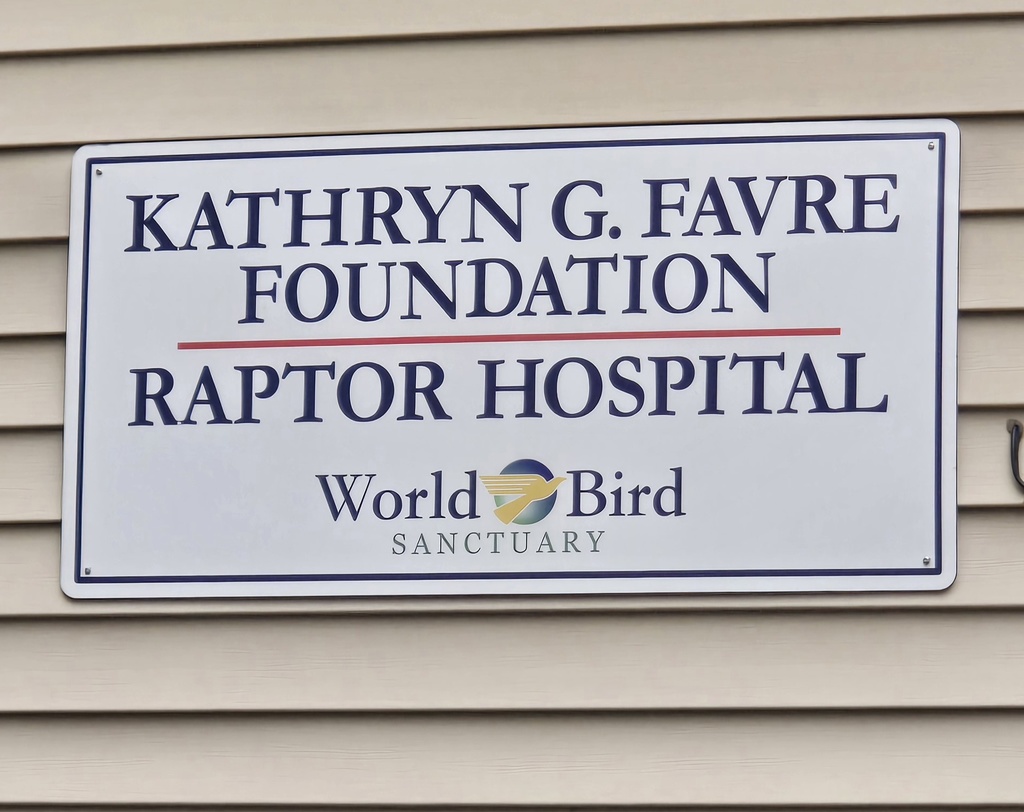 KATHRYN G. FAVRE
FOUNDATION
RAPTOR HOSPITAL
World Bird
SANCTUARY